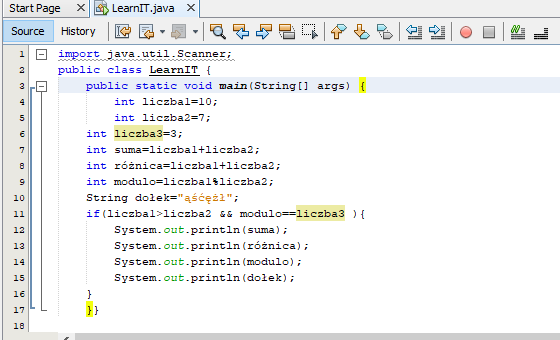 Start Page LearnIT.java
Source History
1 import java.util.Scanner;
2 public class LearnIT {
3 public static void main(String[] args) {
4 int liczba1=10;
5 int liczba2=7;
6 int liczba3=3;
7 int suma=liczba1+liczba2;
8 int różnica=liczba1+liczba2;
9 int modulo=liczba1%liczba2;
10 String dołek="ąśćęźl";
11 if(liczba1>liczba2 && modulo==liczba3 ){
12 System.out.println(suma);
13 System.out.println(różnica);
14 System.out.println(modulo);
15 System.out.println(dołek);
16 }
17 }}
18